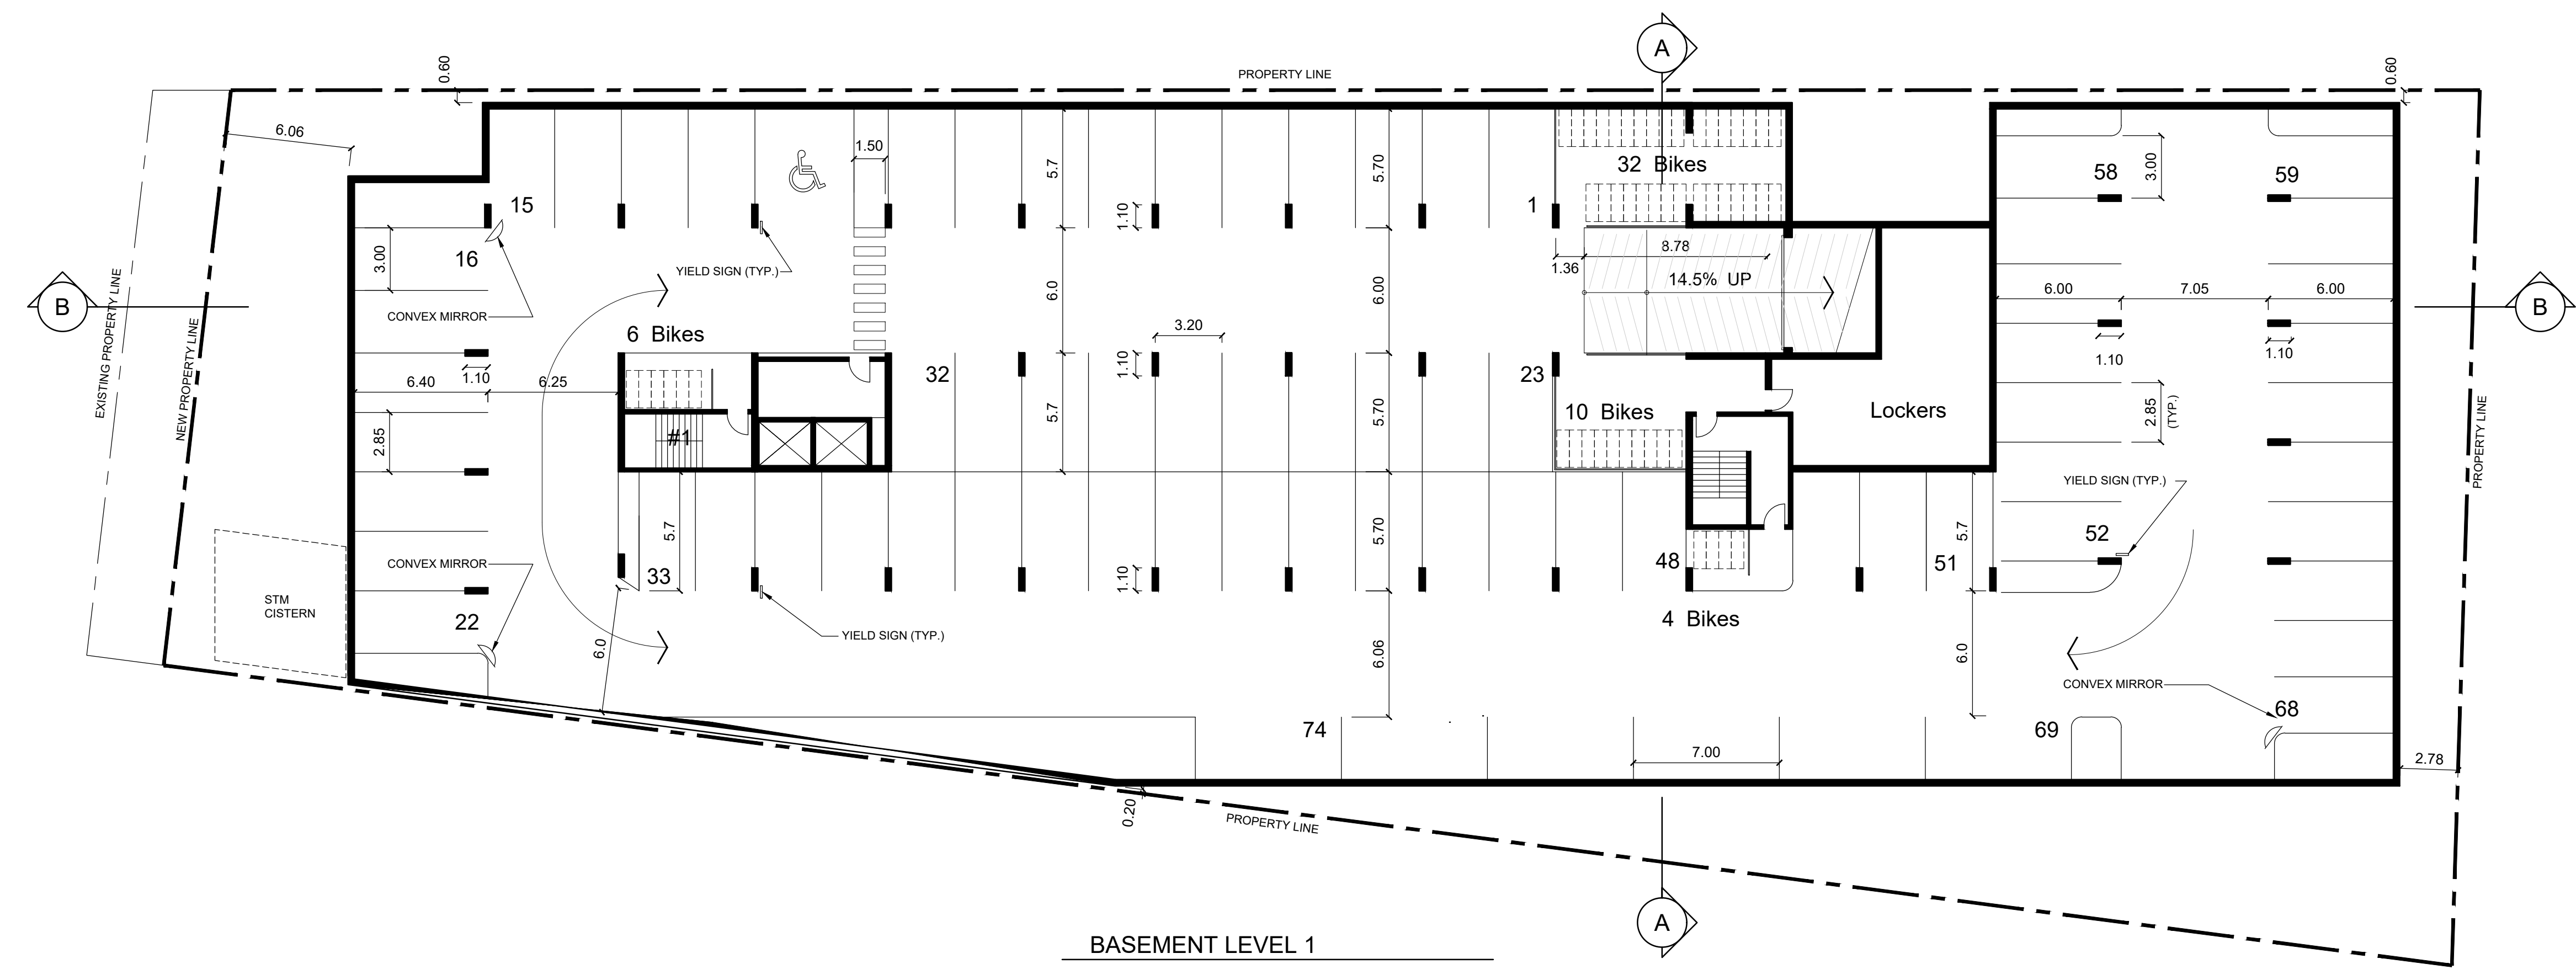 A
PROPERTY LINE
0.60
0.60
6.06
1.50
5.7
5.70
32 Bikes
58
3.00
59
15
1.10
1
16
3.00
YIELD SIGN (TYP.)
8.78
1.36
14.5% UP
B
EXISTING PROPERTY LINE
NEW PROPERTY LINE
CONVEX MIRROR
6 Bikes
6.0
6.00
3.20
6.00
7.05
6.00
B
1.10
1.10
1.10
6.40
1.10
6.25
32
1.10
23
5.7
5.70
10 Bikes
Lockers
2.85
(TYP.)
PROPERTY LINE
2.85
#1
YIELD SIGN (TYP.)
5.7
5.70
5.7
52
CONVEX MIRROR
33
1.10
48
51
STM
CISTERN
22
4 Bikes
YIELD SIGN (TYP.)
6.0
6.06
6.0
CONVEX MIRROR
68
74
69
7.00
2.78
0.20
PROPERTY LINE
A
BASEMENT LEVEL 1